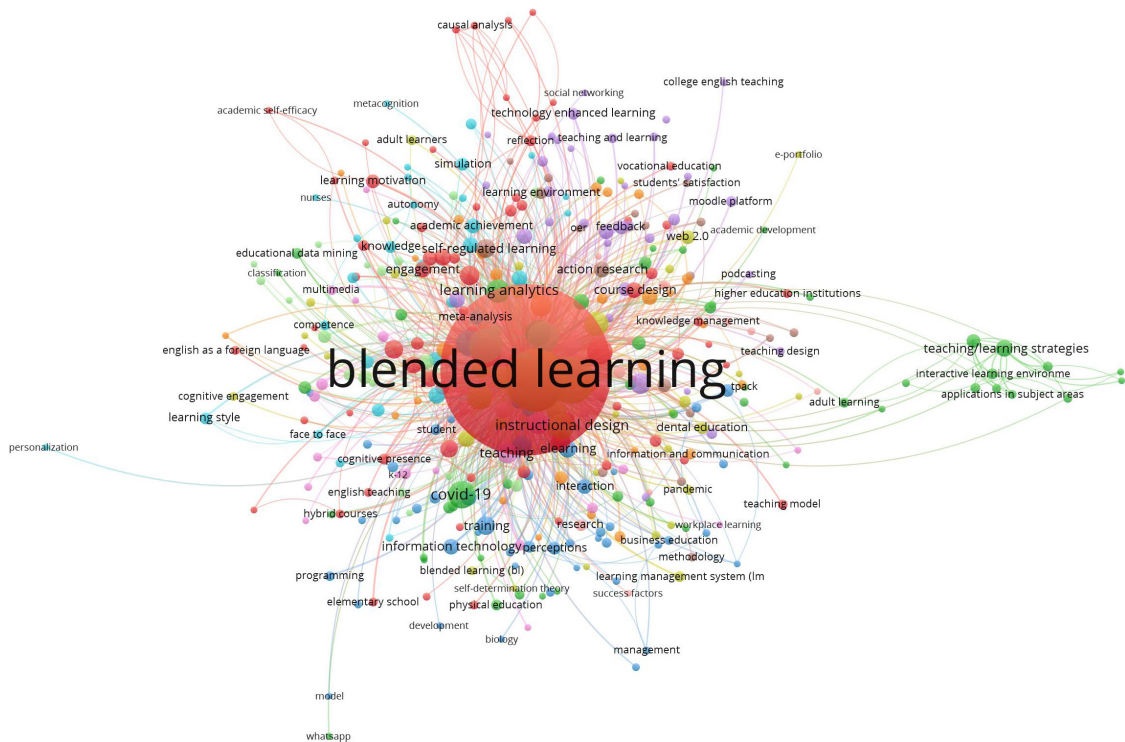 causal analysis
college english teaching
social networking
metacognition
academic self-efficacy
technology enhanced learning
adult learners
reflection
teaching and learning
e-portfolio
simulation
vocational education
learning motivation
students' satisfaction
learning environment
nurses
autonomy
moodle platform
academic achievement
oer
feedback
academic development
web 2.0
knowledge
self-regulated learning
educational data mining
engagement
action research
classification
podcasting
multimedia
learning analytics
course design
higher education institutions
meta-analysis
competence
knowledge management
english as a foreign language
teaching design
teaching/learning strategies
blended learning
interactive learning environme
tpack
cognitive engagement
adult learning
applications in subject areas
learning style
instructional design
student
dental education
face to face
personalization
elearning
teaching
information and communication
cognitive presence
k-12
interaction
english teaching
covid-19
pandemic
teaching model
hybrid courses
training
research
workplace learning
business education
information technology
perceptions
methodology
blended learning (bl)
programming
learning management system (lm
self-determination theory
success factors
elementary school
physical education
development
biology
management
model
whatsapp